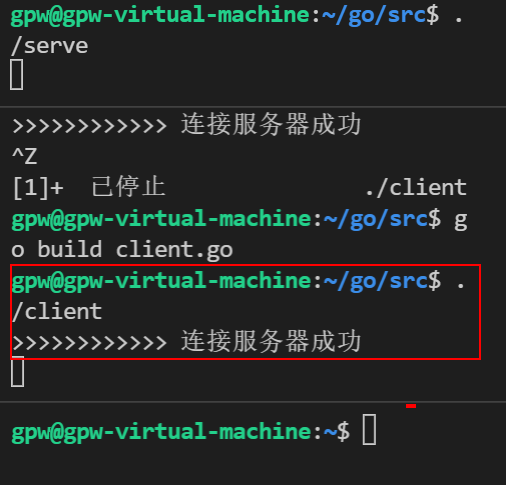 gpw@gpw-virtual-machine:~/go/src$ .
/serve
>>>>>>>>>>>> 连接服务器成功
^Z
[1]+  已停止               ./client
gpw@gpw-virtual-machine:~/go/src$ g
o build client.go
gpw@gpw-virtual-machine:~/go/src$ .
/client
>>>>>>>>>>>> 连接服务器成功
gpw@gpw-virtual-machine:~$